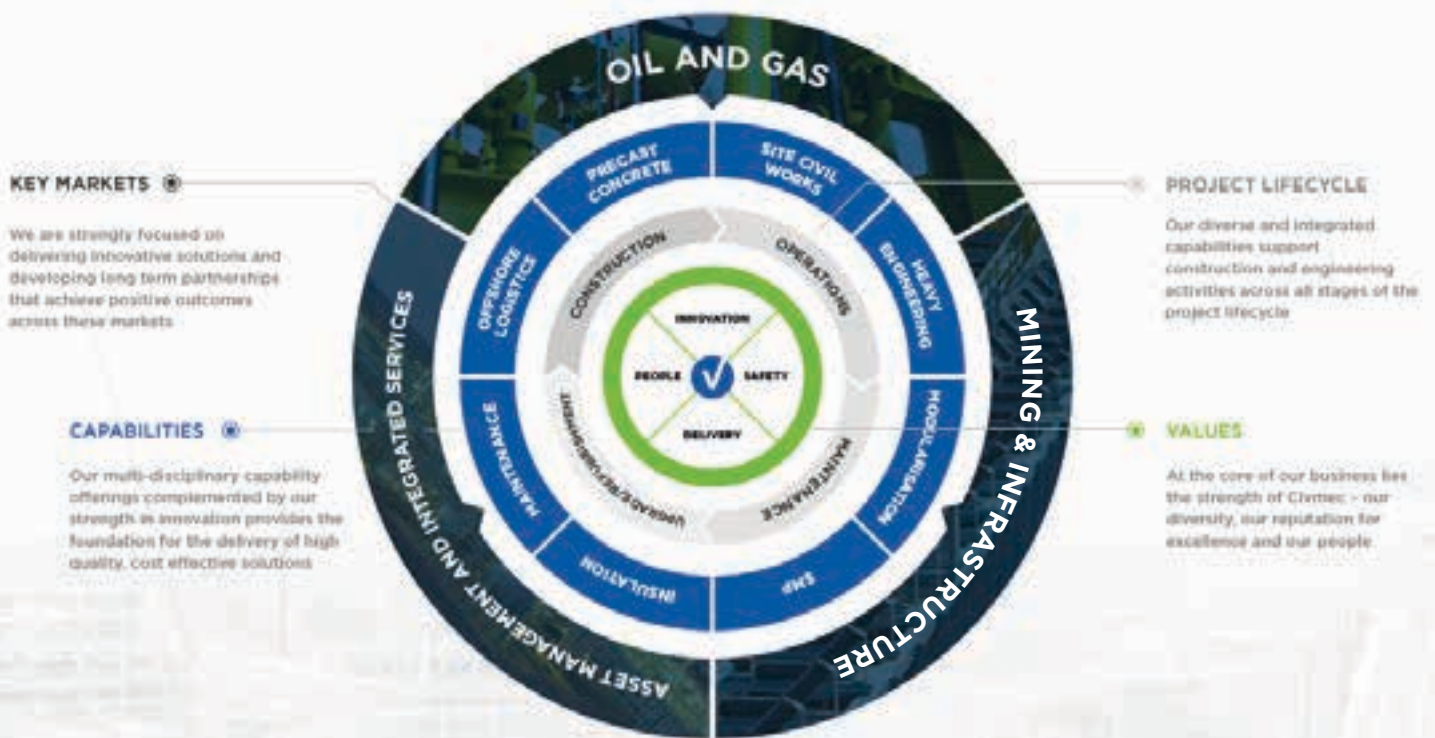 OIL AND GAS
PRECAST
CONCRETE
SITE CIVIL
WORKS
KEY MARKETS
We are strongly focused on
delivering innovative solutions and
developing long term partnerships
that achieve positive outcomes
across these markets
PROJECT LIFECYCLE
Our diverse and integrated
capabilities support
construction and engineering
activities across all stages of the
project lifecycle
OFFSHORE
LOGISTICS
HEAVY
ENGINEERING
CONSTRUCTION
OPERATIONS
INNOVATION
PEOPLE
SAFETY
DELIVERY
MINING & INFRASTRUCTURE
ASSET MANAGEMENT AND INTEGRATED SERVICES
CAPABILITIES
Our multi-disciplinary capability
offerings complemented by our
strength in innovation provides the
foundation for the delivery of high
quality, cost effective solutions
VALUES
At the core of our business lies
the strength of Civmec - our
diversity, our reputation for
excellence and our people
MAINTENANCE
UPGRADE/REFURBISHMENT
MAINTENANCE
MODULARISATION
INSULATION
SMP